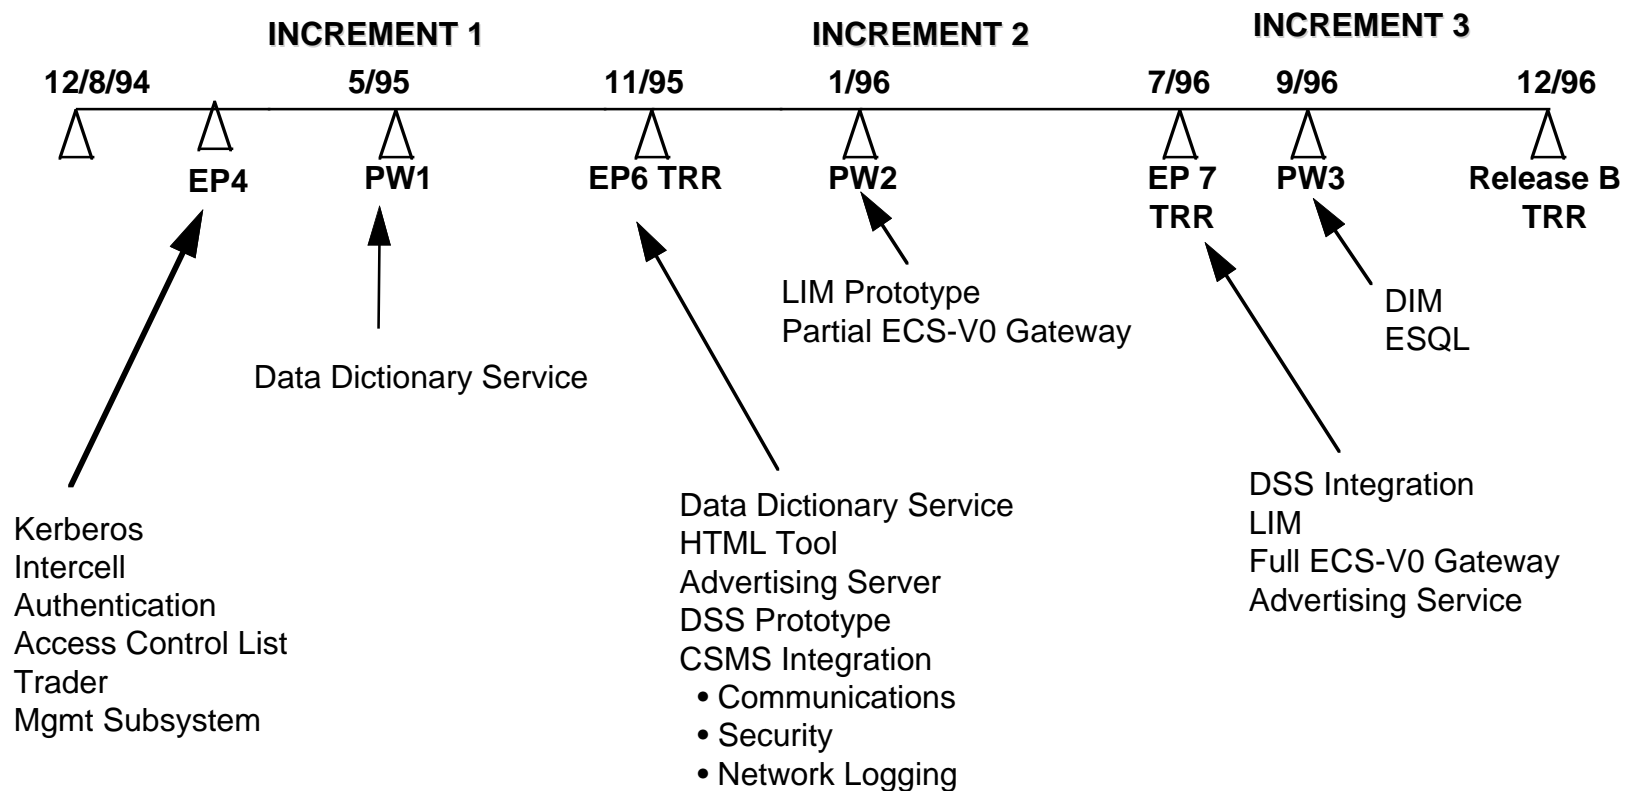 INCREMENT 1
INCREMENT 2
INCREMENT 3
12/8/94
5/95
11/95
1/96
7/96
9/96
12/96
EP4
PW1
EP6 TRR
PW2
EP 7
TRR
PW3
Release B
TRR
Data Dictionary Service
LIM Prototype
Partial ECS-V0 Gateway
DIM
ESQL
Kerberos
Intercell
Authentication
Access Control List
Trader
Mgmt Subsystem
Data Dictionary Service
HTML Tool
Advertising Server
DSS Prototype
CSMS Integration
• Communications
• Security
• Network Logging
DSS Integration
LIM
Full ECS-V0 Gateway
Advertising Service